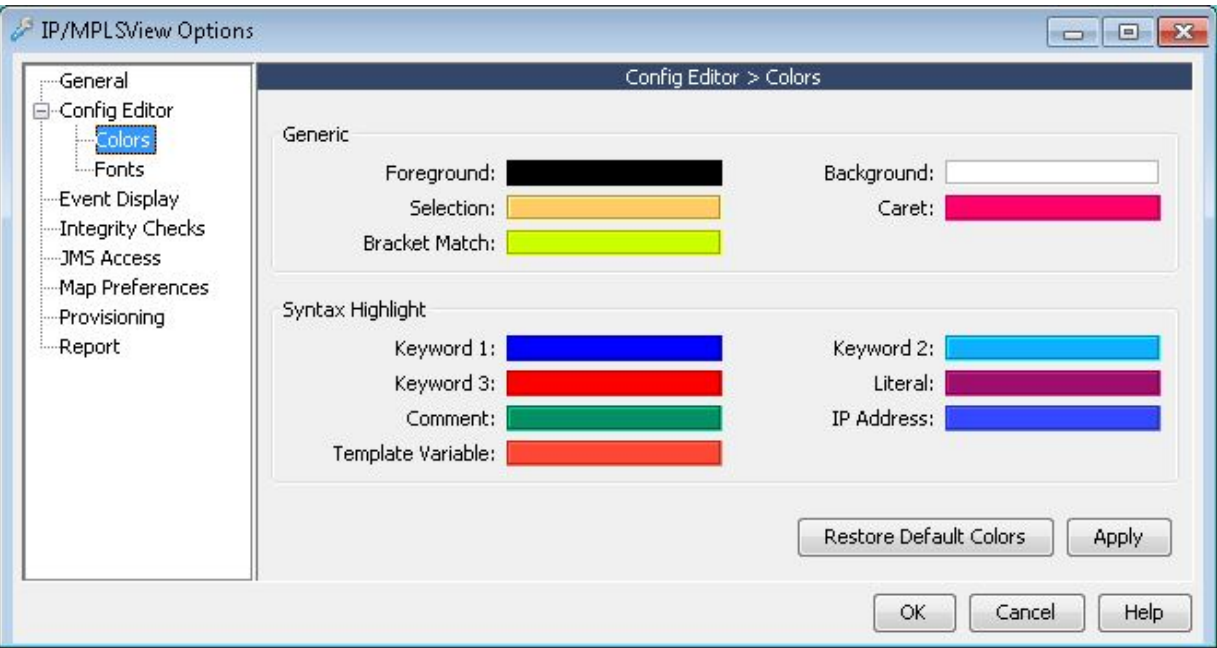 IP/MPLSView Options
General
Config Editor
Colors
Fonts
Event Display
Integrity Checks
JMS Access
Map Preferences
Provisioning
Report
Config Editor > Colors
Generic
Foreground: Background:
Selection: Caret:
Bracket Match:
Syntax Highlight
Keyword 1: Keyword 2:
Keyword 3: Literal:
Comment: IP Address:
Template Variable:
Restore Default Colors Apply
OK Cancel Help